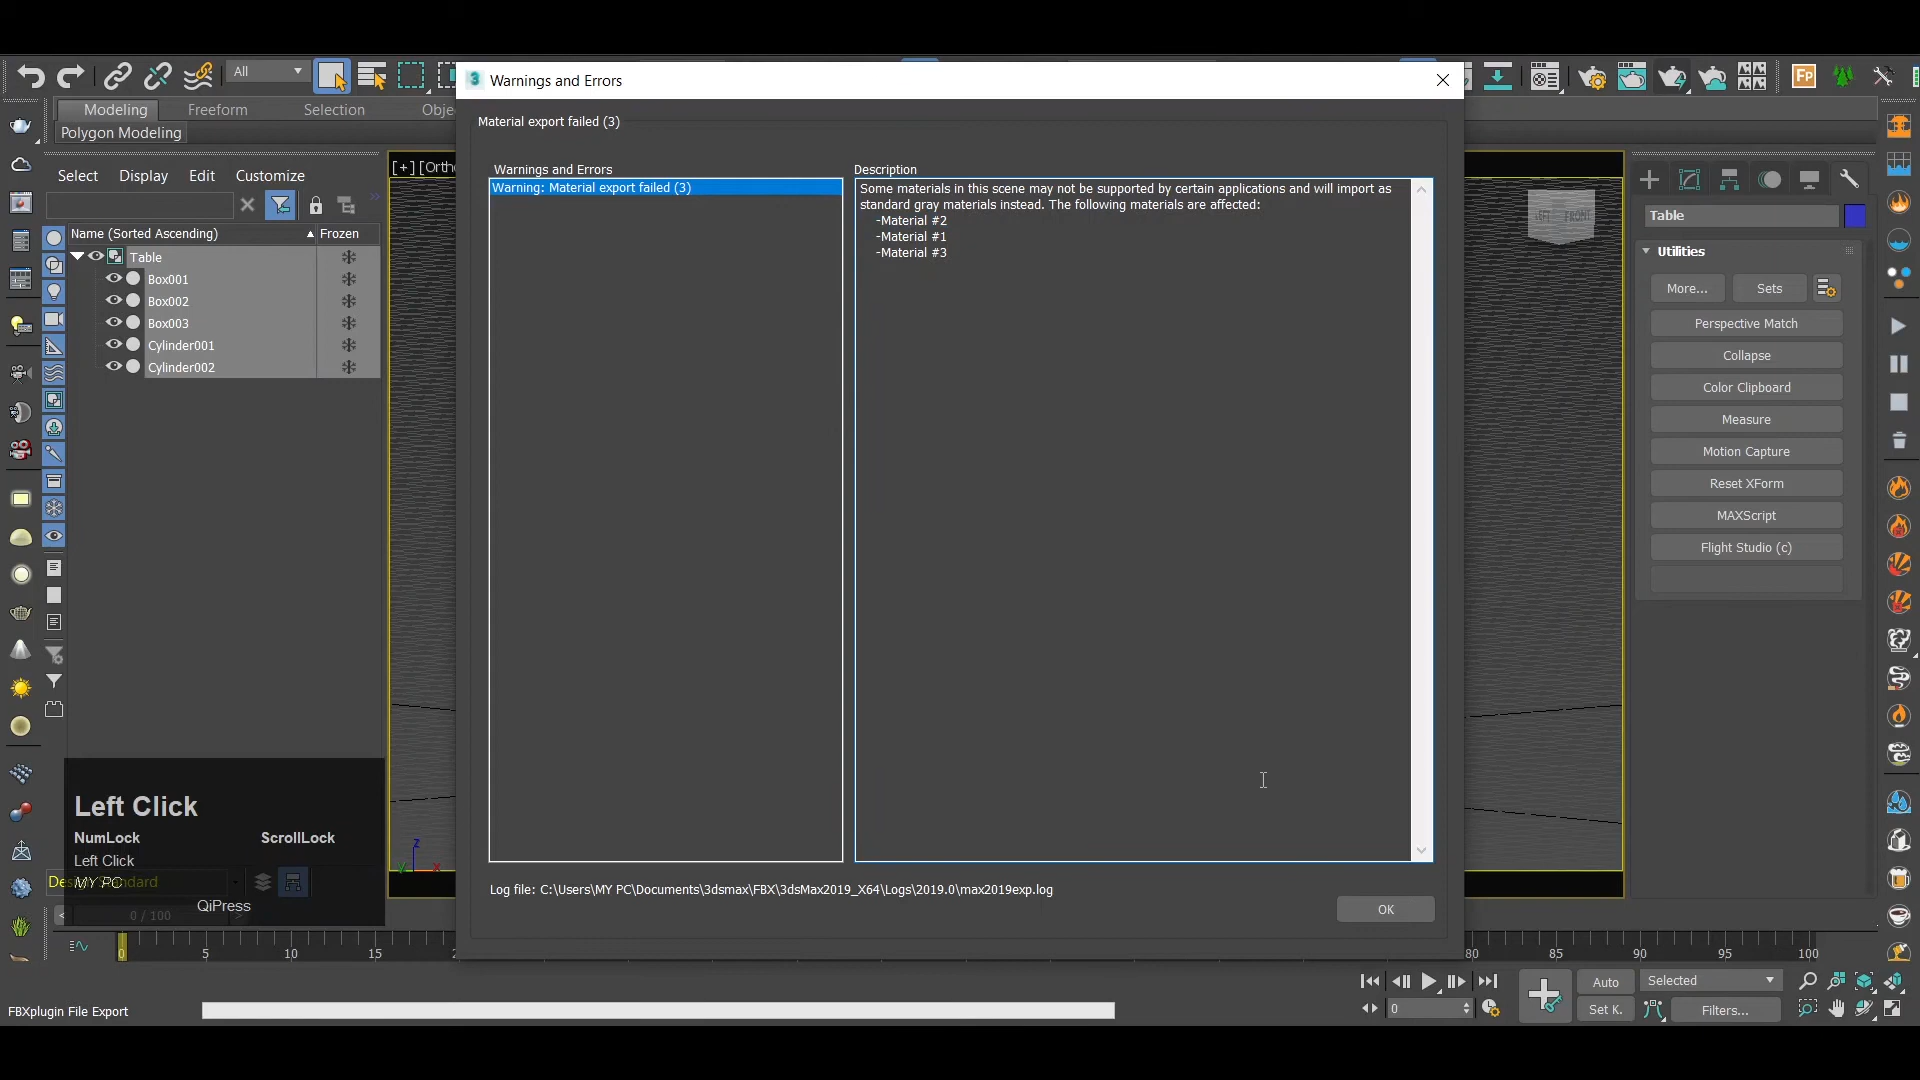 Warnings and Errors
All
Fp
Modeling
Freeform
Selection
Obje
Polygon Modeling
Material export failed (3)
Select
Display
Edit
Customize
Name (Sorted Ascending)
Frozen
Table
Box001
Box002
Box003
Cylinder001
Cylinder002
[+] [Ortho
Warnings and Errors
Warning: Material export failed (3)
Description
Some materials in this scene may not be supported by certain applications and will import as
standard gray materials instead. The following materials are affected:
-Material #2
-Material #1
-Material #3
Log file: C:\Users\MY PC\Documents\3dsmax\FBX\3dsMax2019_X64\Logs\2019.0\max2019exp.log
OK
FRONT
Table
Utilities
More...
Sets
Perspective Match
Collapse
Color Clipboard
Measure
Motion Capture
Reset XForm
MAXScript
Flight Studio (c)
Left Click
NumLock
ScrollLock
Left Click
MY PC
QiPress
0 / 100
z
y
x
0
5
10
15
2
80
85
90
95
100
Auto
Selected
0
Set K.
Filters...
FBXplugin File Export